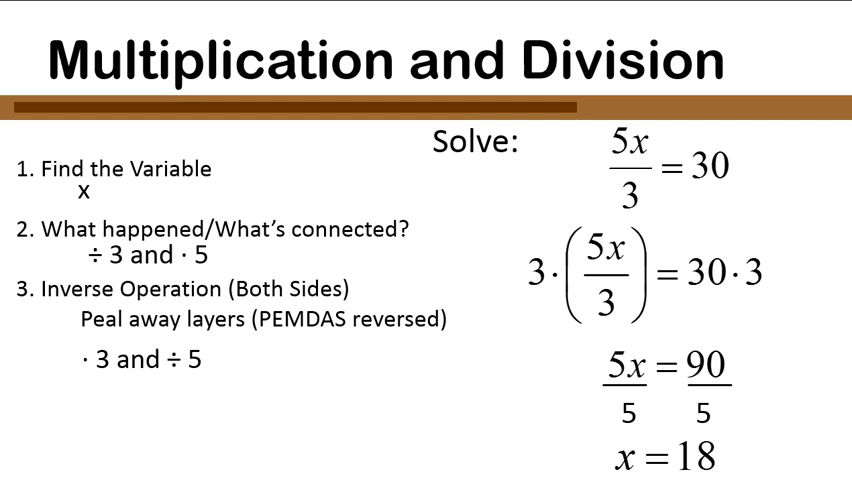 Multiplication and Division
1. Find the Variable
x
2. What happened/What's connected?
÷ 3 and · 5
3. Inverse Operation (Both Sides)
Peal away layers (PEMDAS reversed)
· 3 and ÷ 5
Solve:
5x
3
= 30
3 · (5x
3) = 30 · 3
5x = 90
5 5
x = 18